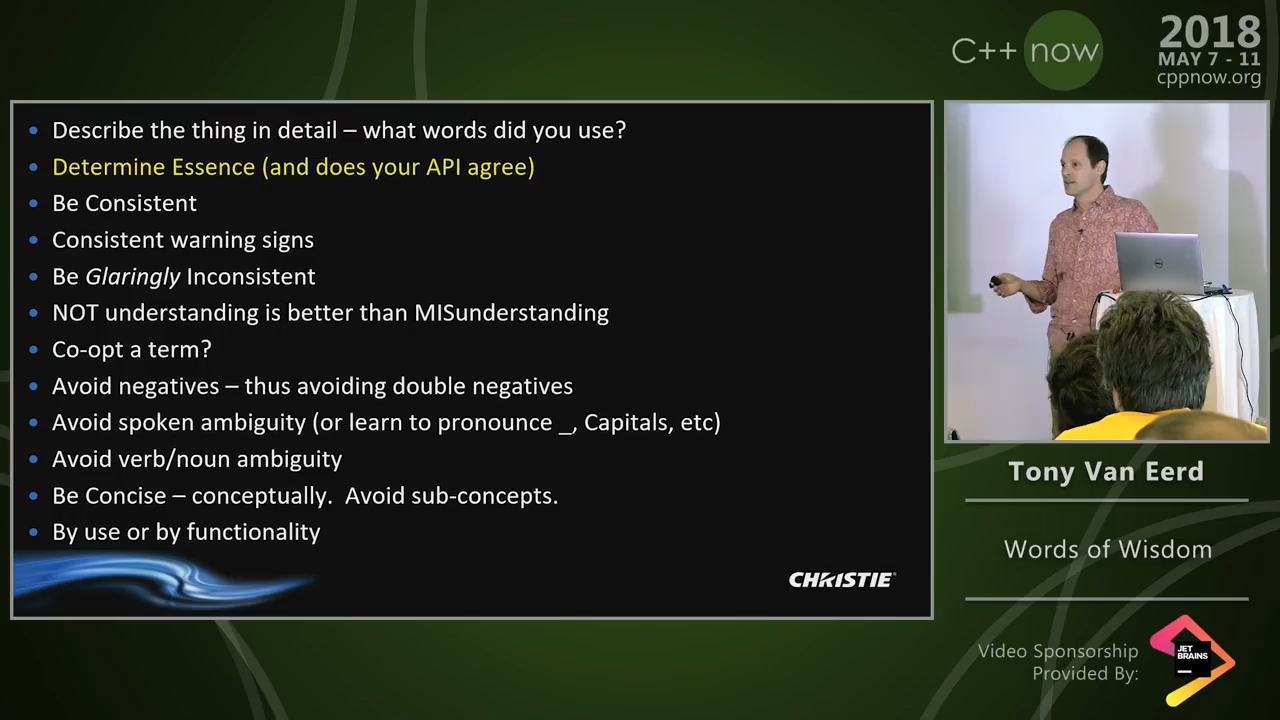 C++ now
2018
MAY 7 - 11
cppnow.org
• Describe the thing in detail – what words did you use?
• Determine Essence (and does your API agree)
• Be Consistent
• Consistent warning signs
• Be Glaringly Inconsistent
• NOT understanding is better than MISunderstanding
• Co-opt a term?
• Avoid negatives – thus avoiding double negatives
• Avoid spoken ambiguity (or learn to pronounce _, Capitals, etc)
• Avoid verb/noun ambiguity
• Be Concise – conceptually.  Avoid sub-concepts.
• By use or by functionality
CHRISTIE®
Tony Van Eerd
Words of Wisdom
Video Sponsorship
Provided By:
JET
BRAINS